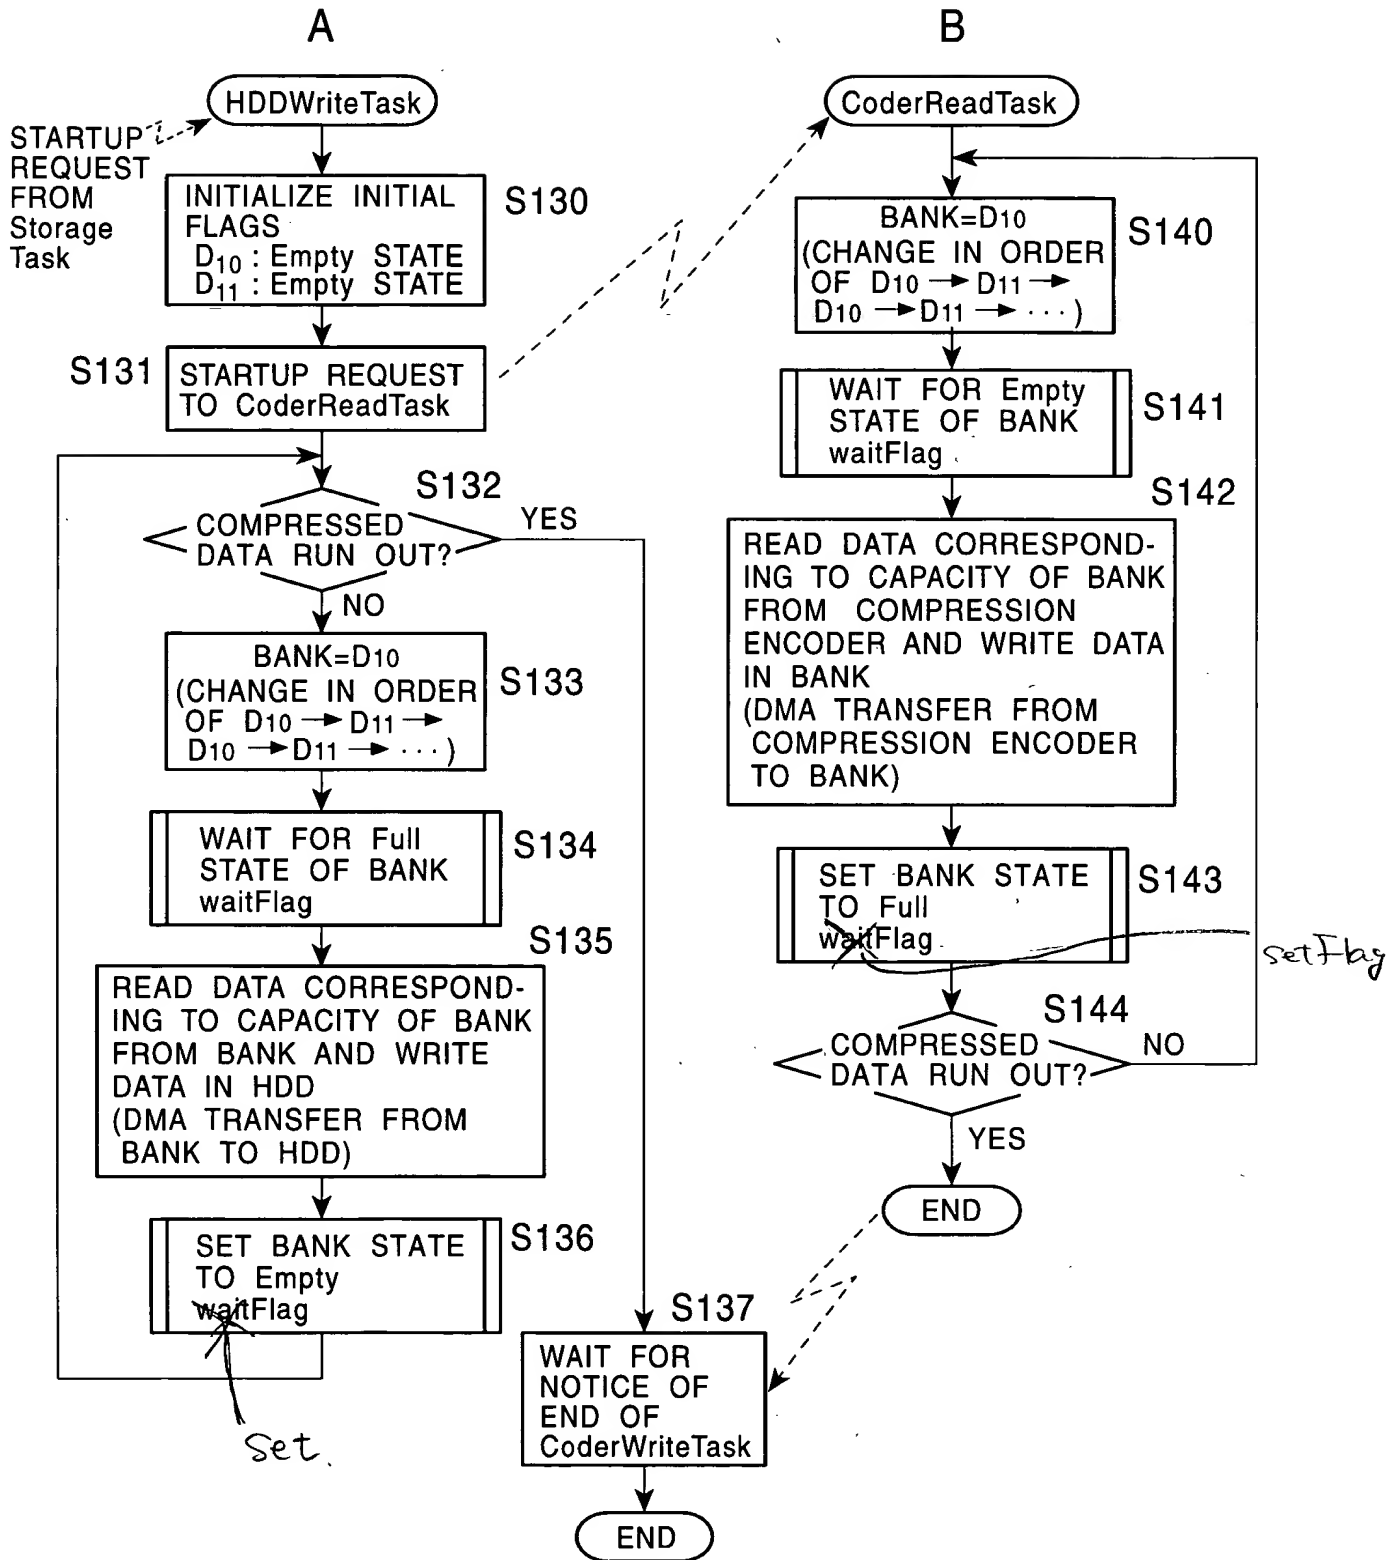 A
HDDWriteTask
STARTUP
REQUEST
FROM
Storage
Task
INITIALIZE INITIAL
FLAGS
D10 : Empty STATE
D11 : Empty STATE
S130
S131
STARTUP REQUEST
TO CoderReadTask
S132
COMPRESSED
DATA RUN OUT?
YES
NO
BANK=D10
(CHANGE IN ORDER
OF D10 → D11 →
D10 → D11 → ···)
S133
WAIT FOR Full
STATE OF BANK
waitFlag
S134
S135
READ DATA CORRESPOND-
ING TO CAPACITY OF BANK
FROM BANK AND WRITE
DATA IN HDD
(DMA TRANSFER FROM
BANK TO HDD)
SET BANK STATE
TO Empty
waitFlag
S136
Set.
S137
WAIT FOR
NOTICE OF
END OF
CoderWriteTask
END
B
CoderReadTask
BANK=D10
(CHANGE IN ORDER
OF D10 → D11 →
D10 → D11 → ···)
S140
WAIT FOR Empty
STATE OF BANK
waitFlag
S141
S142
READ DATA CORRESPOND-
ING TO CAPACITY OF BANK
FROM COMPRESSION
ENCODER AND WRITE DATA
IN BANK
(DMA TRANSFER FROM
COMPRESSION ENCODER
TO BANK)
SET BANK STATE
TO Full
waitFlag
S143
setFlag
S144
COMPRESSED
DATA RUN OUT?
NO
YES
END